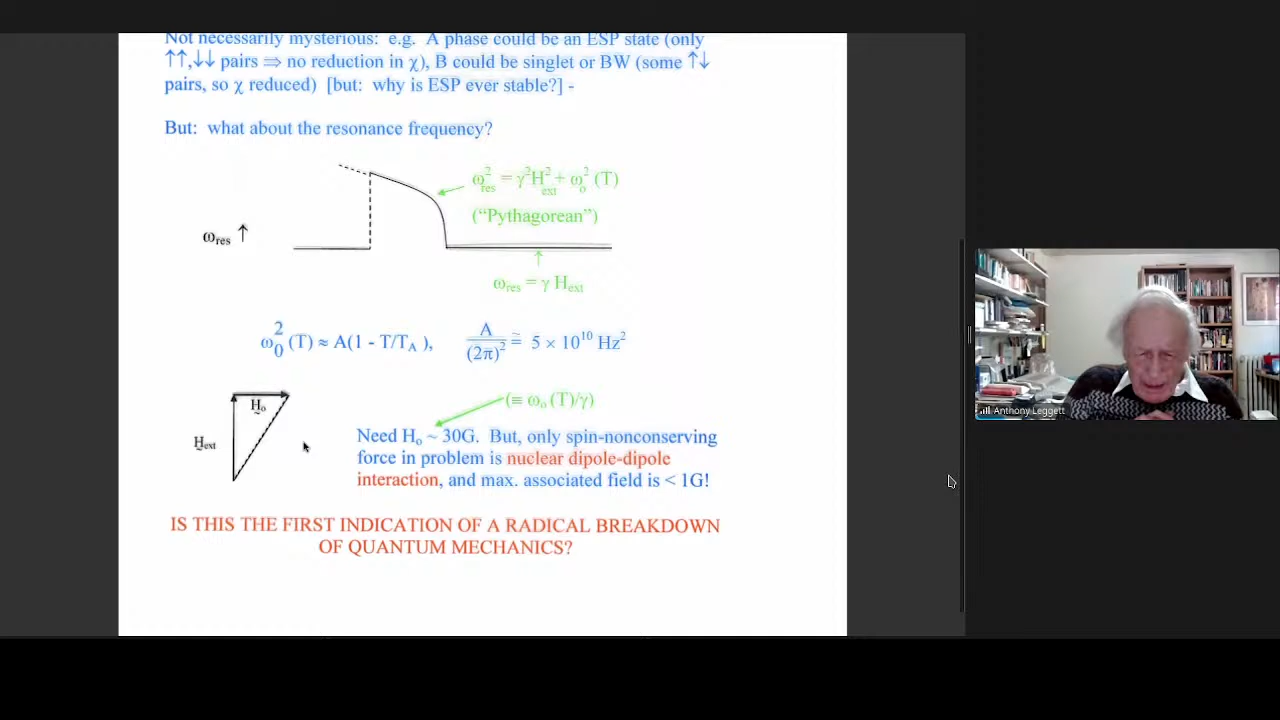 Not necessarily mysterious: e.g. A phase could be an ESP state (only
↑↑,↓↓ pairs ⇒ no reduction in χ), B could be singlet or BW (some ↑↓
pairs, so χ reduced) [but: why is ESP ever stable?] -
But: what about the resonance frequency?
ω²res = γ²H²ext + ω²o (T)
("Pythagorean")
ωres ↑
↑
ωres = γ Hext
ω²0 (T) ≈ A(1 - T/TA ), A/(2π)² ≅ 5 × 10¹⁰ Hz²
Ho
Hext
(≡ ωo (T)/γ)
Need Ho ~ 30G. But, only spin-nonconserving
force in problem is nuclear dipole-dipole
interaction, and max. associated field is < 1G!
IS THIS THE FIRST INDICATION OF A RADICAL BREAKDOWN
OF QUANTUM MECHANICS?
Anthony Leggett